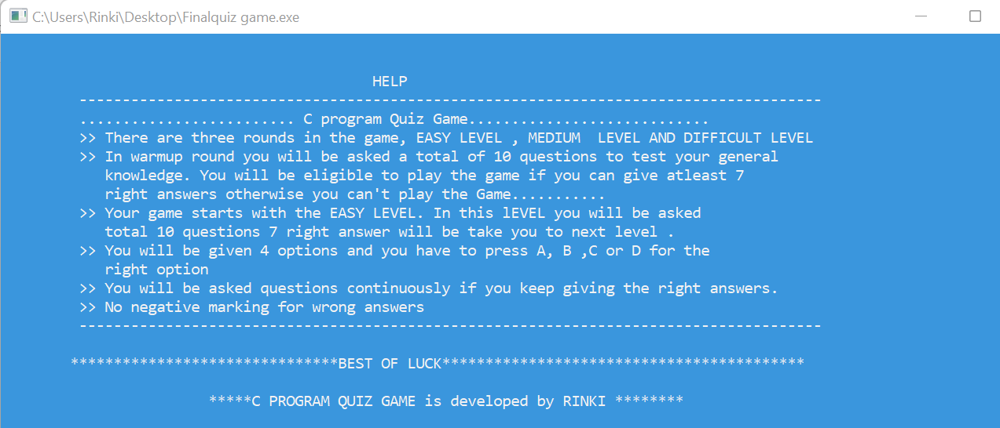 C:\Users\Rinki\Desktop\Finalquiz game.exe
HELP
--------------------------------------------------------------------------------------
......................... C program Quiz Game............................
>> There are three rounds in the game, EASY LEVEL , MEDIUM  LEVEL AND DIFFICULT LEVEL
>> In warmup round you will be asked a total of 10 questions to test your general
knowledge. You will be eligible to play the game if you can give atleast 7
right answers otherwise you can't play the Game...........
>> Your game starts with the EASY LEVEL. In this lEVEL you will be asked
total 10 questions 7 right answer will be take you to next level .
>> You will be given 4 options and you have to press A, B ,C or D for the
right option
>> You will be asked questions continuously if you keep giving the right answers.
>> No negative marking for wrong answers
--------------------------------------------------------------------------------------
*******************************BEST OF LUCK******************************************
*****C PROGRAM QUIZ GAME is developed by RINKI ********